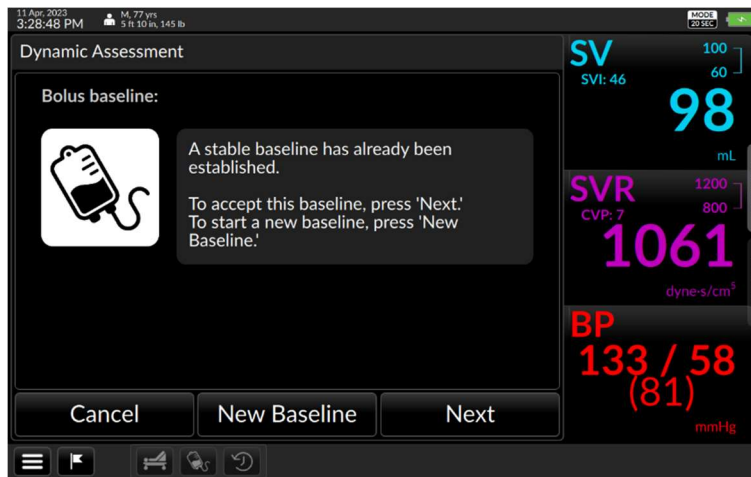 11 Apr, 2023
3:28:48 PM
M, 77 yrs
5 ft 10 in, 145 lb
MODE
20 SEC
Dynamic Assessment
Bolus baseline:
A stable baseline has already been
established.
To accept this baseline, press 'Next.'
To start a new baseline, press 'New
Baseline.'
Cancel
New Baseline
Next
SV
SVI: 46
100
60
98
mL
SVR
CVP: 7
1200
800
1061
dyne-s/cm⁵
BP
133 / 58
(81)
mmHg